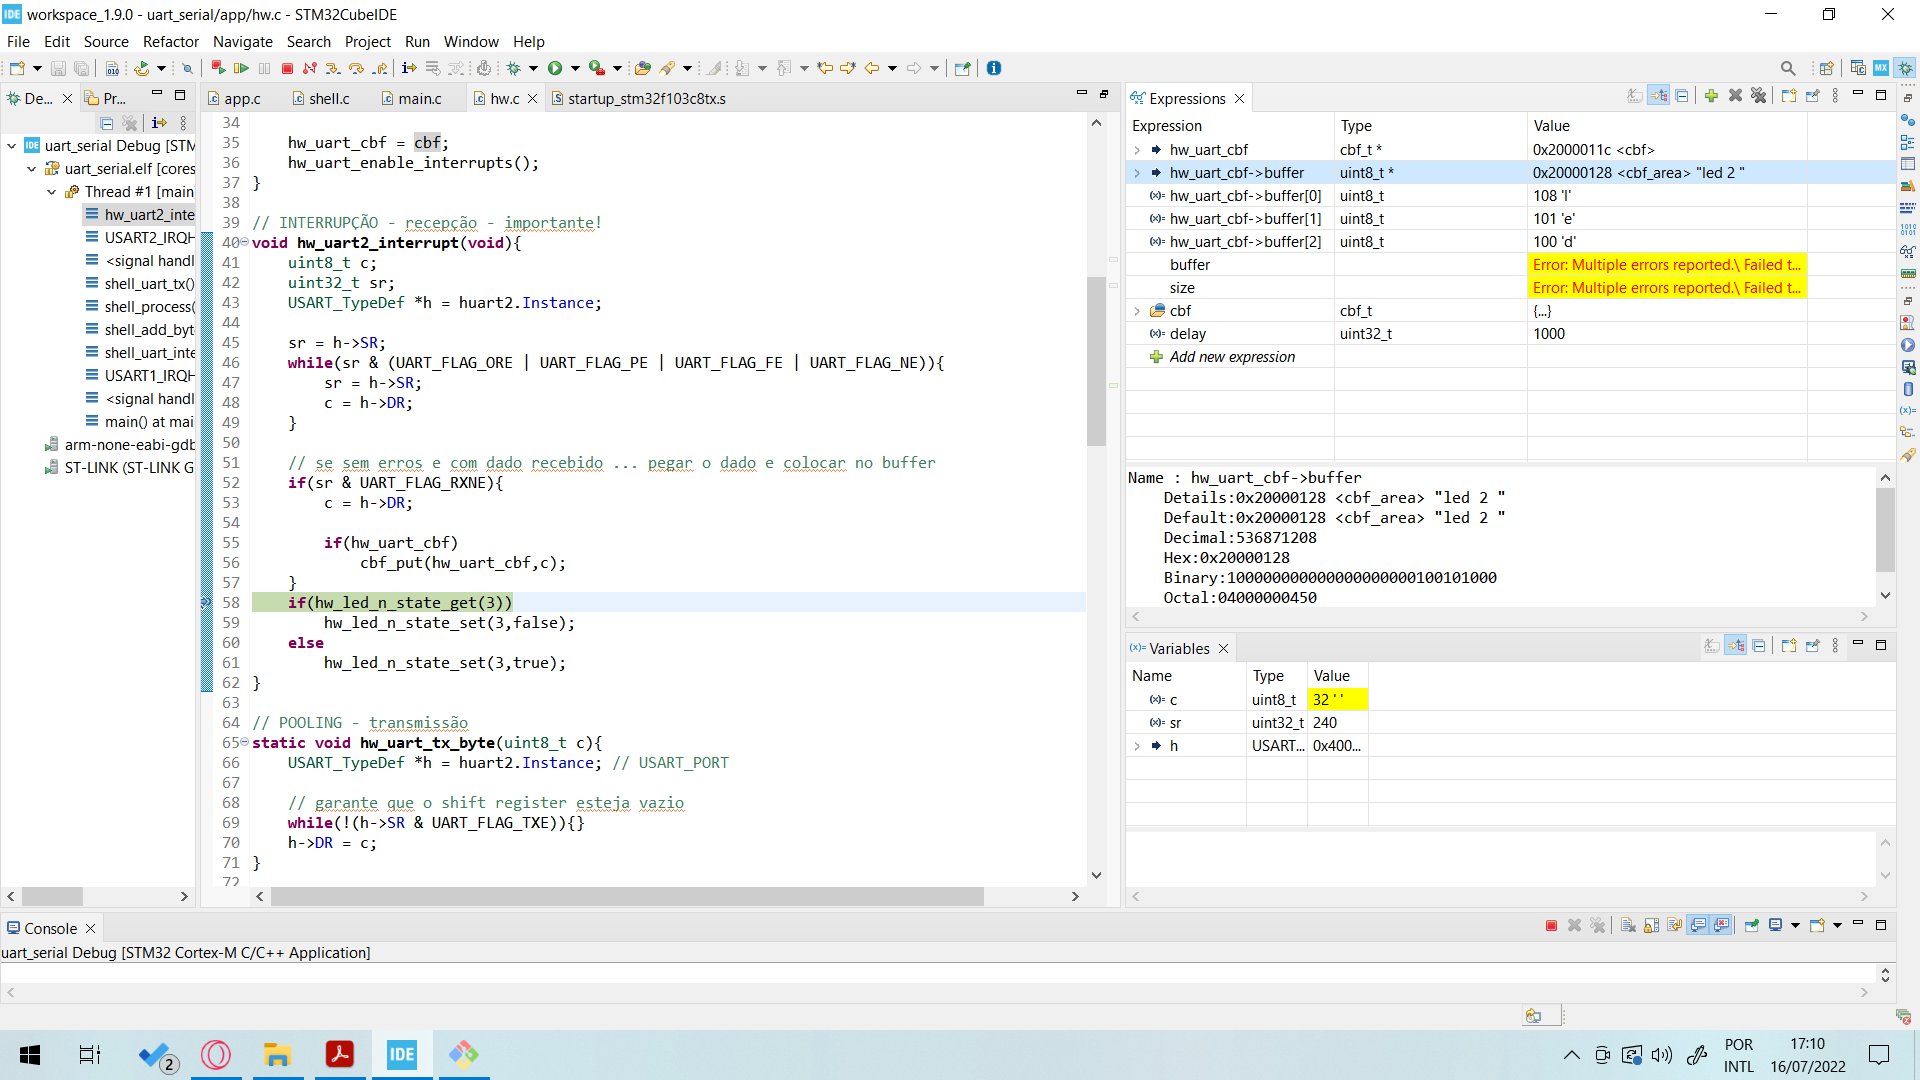 workspace_1.9.0 - uart_serial/app/hw.c - STM32CubeIDE
File Edit Source Refactor Navigate Search Project Run Window Help
De... Pr...
app.c shell.c main.c hw.c startup_stm32f103c8tx.s
uart_serial Debug [STM
uart_serial.elf [cores
Thread #1 [main
hw_uart2_inte
USART2_IRQH
<signal handl
shell_uart_tx()
shell_process(
shell_add_byt
shell_uart_inte
USART1_IRQH
<signal handl
main() at mai
arm-none-eabi-gdb
ST-LINK (ST-LINK G
34
35 hw_uart_cbf = cbf;
36 hw_uart_enable_interrupts();
37 }
38
39 // INTERRUPÇÃO - recepção - importante!
40 void hw_uart2_interrupt(void){
41 uint8_t c;
42 uint32_t sr;
43 USART_TypeDef *h = huart2.Instance;
44
45 sr = h->SR;
46 while(sr & (UART_FLAG_ORE | UART_FLAG_PE | UART_FLAG_FE | UART_FLAG_NE)){
47 sr = h->SR;
48 c = h->DR;
49 }
50
51 // se sem erros e com dado recebido ... pegar o dado e colocar no buffer
52 if(sr & UART_FLAG_RXNE){
53 c = h->DR;
54
55 if(hw_uart_cbf)
56 cbf_put(hw_uart_cbf,c);
57 }
58 if(hw_led_n_state_get(3))
59 hw_led_n_state_set(3,false);
60 else
61 hw_led_n_state_set(3,true);
62 }
63
64 // POOLING - transmissão
65 static void hw_uart_tx_byte(uint8_t c){
66 USART_TypeDef *h = huart2.Instance; // USART_PORT
67
68 // garante que o shift register esteja vazio
69 while(!(h->SR & UART_FLAG_TXE)){}
70 h->DR = c;
71 }
72
Expressions
Expression Type Value
hw_uart_cbf cbf_t * 0x2000011c <cbf>
hw_uart_cbf->buffer uint8_t * 0x20000128 <cbf_area> "led 2 "
hw_uart_cbf->buffer[0] uint8_t 108 'l'
hw_uart_cbf->buffer[1] uint8_t 101 'e'
hw_uart_cbf->buffer[2] uint8_t 100 'd'
buffer Error: Multiple errors reported.\ Failed t...
size Error: Multiple errors reported.\ Failed t...
cbf cbf_t {...}
delay uint32_t 1000
Add new expression
Name : hw_uart_cbf->buffer
Details:0x20000128 <cbf_area> "led 2 "
Default:0x20000128 <cbf_area> "led 2 "
Decimal:536871208
Hex:0x20000128
Binary:100000000000000000000100101000
Octal:04000000450
Variables
Name Type Value
c uint8_t 32 ' '
sr uint32_t 240
h USART... 0x400...
Console
uart_serial Debug [STM32 Cortex-M C/C++ Application]
2
IDE
POR
INTL
17:10
16/07/2022